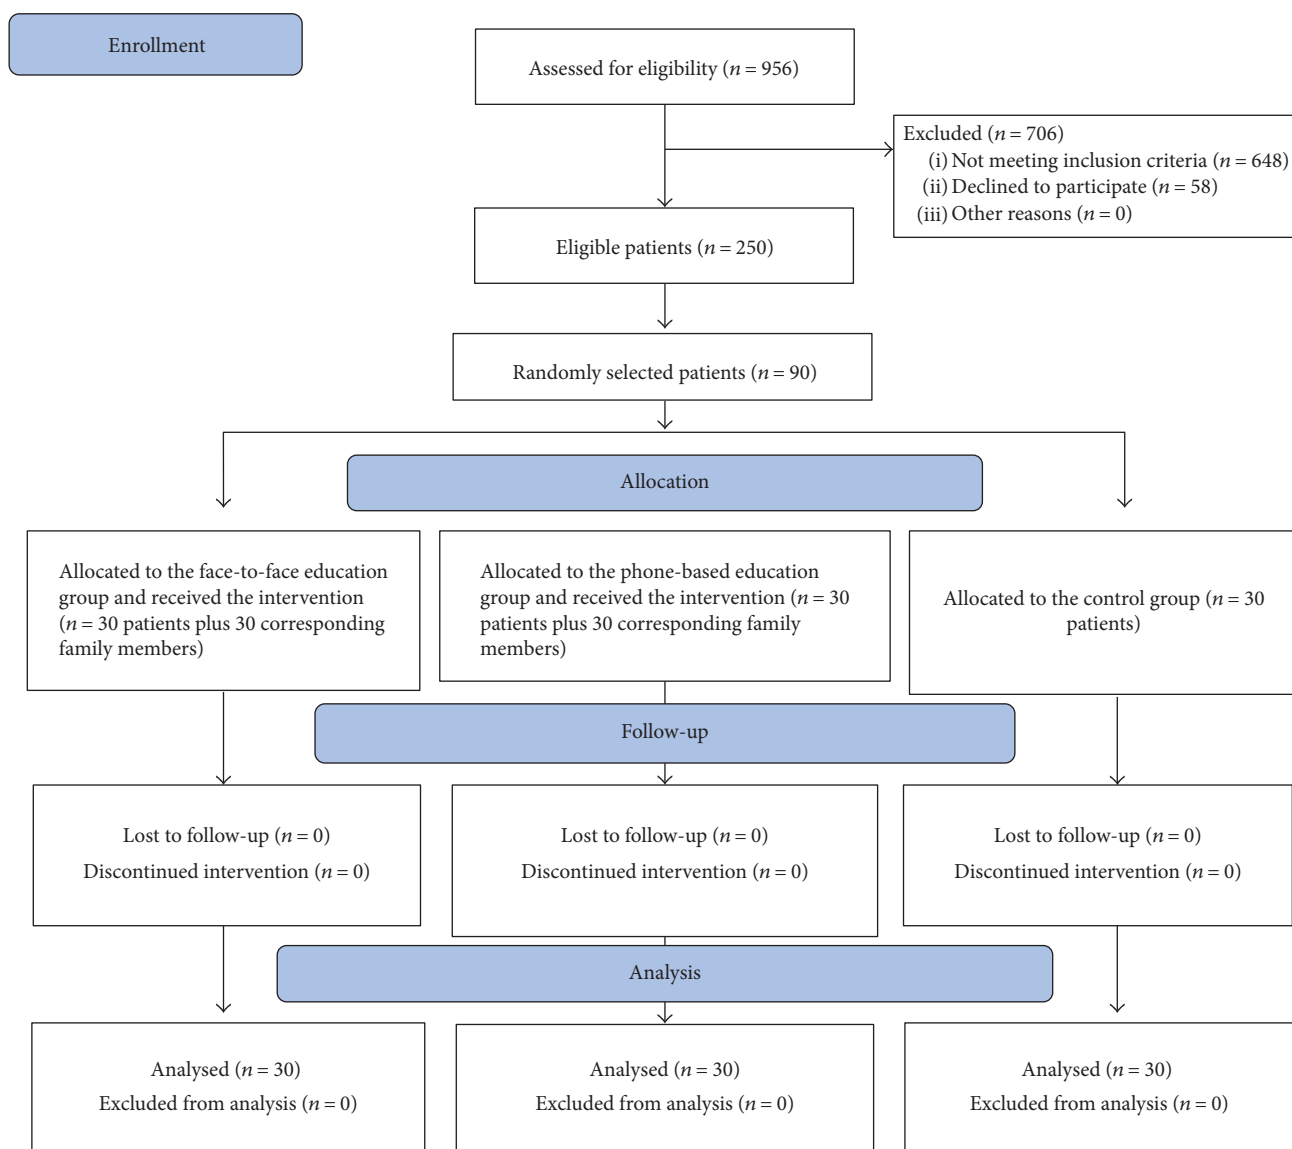 Enrollment
Assessed for eligibility (n = 956)
Excluded (n = 706)
(i) Not meeting inclusion criteria (n = 648)
(ii) Declined to participate (n = 58)
(iii) Other reasons (n = 0)
Eligible patients (n = 250)
Randomly selected patients (n = 90)
Allocation
Allocated to the face-to-face education
group and received the intervention
(n = 30 patients plus 30 corresponding
family members)
Allocated to the phone-based education
group and received the intervention (n = 30
patients plus 30 corresponding family
members)
Allocated to the control group (n = 30
patients)
Follow-up
Lost to follow-up (n = 0)
Discontinued intervention (n = 0)
Lost to follow-up (n = 0)
Discontinued intervention (n = 0)
Lost to follow-up (n = 0)
Discontinued intervention (n = 0)
Analysis
Analysed (n = 30)
Excluded from analysis (n = 0)
Analysed (n = 30)
Excluded from analysis (n = 0)
Analysed (n = 30)
Excluded from analysis (n = 0)